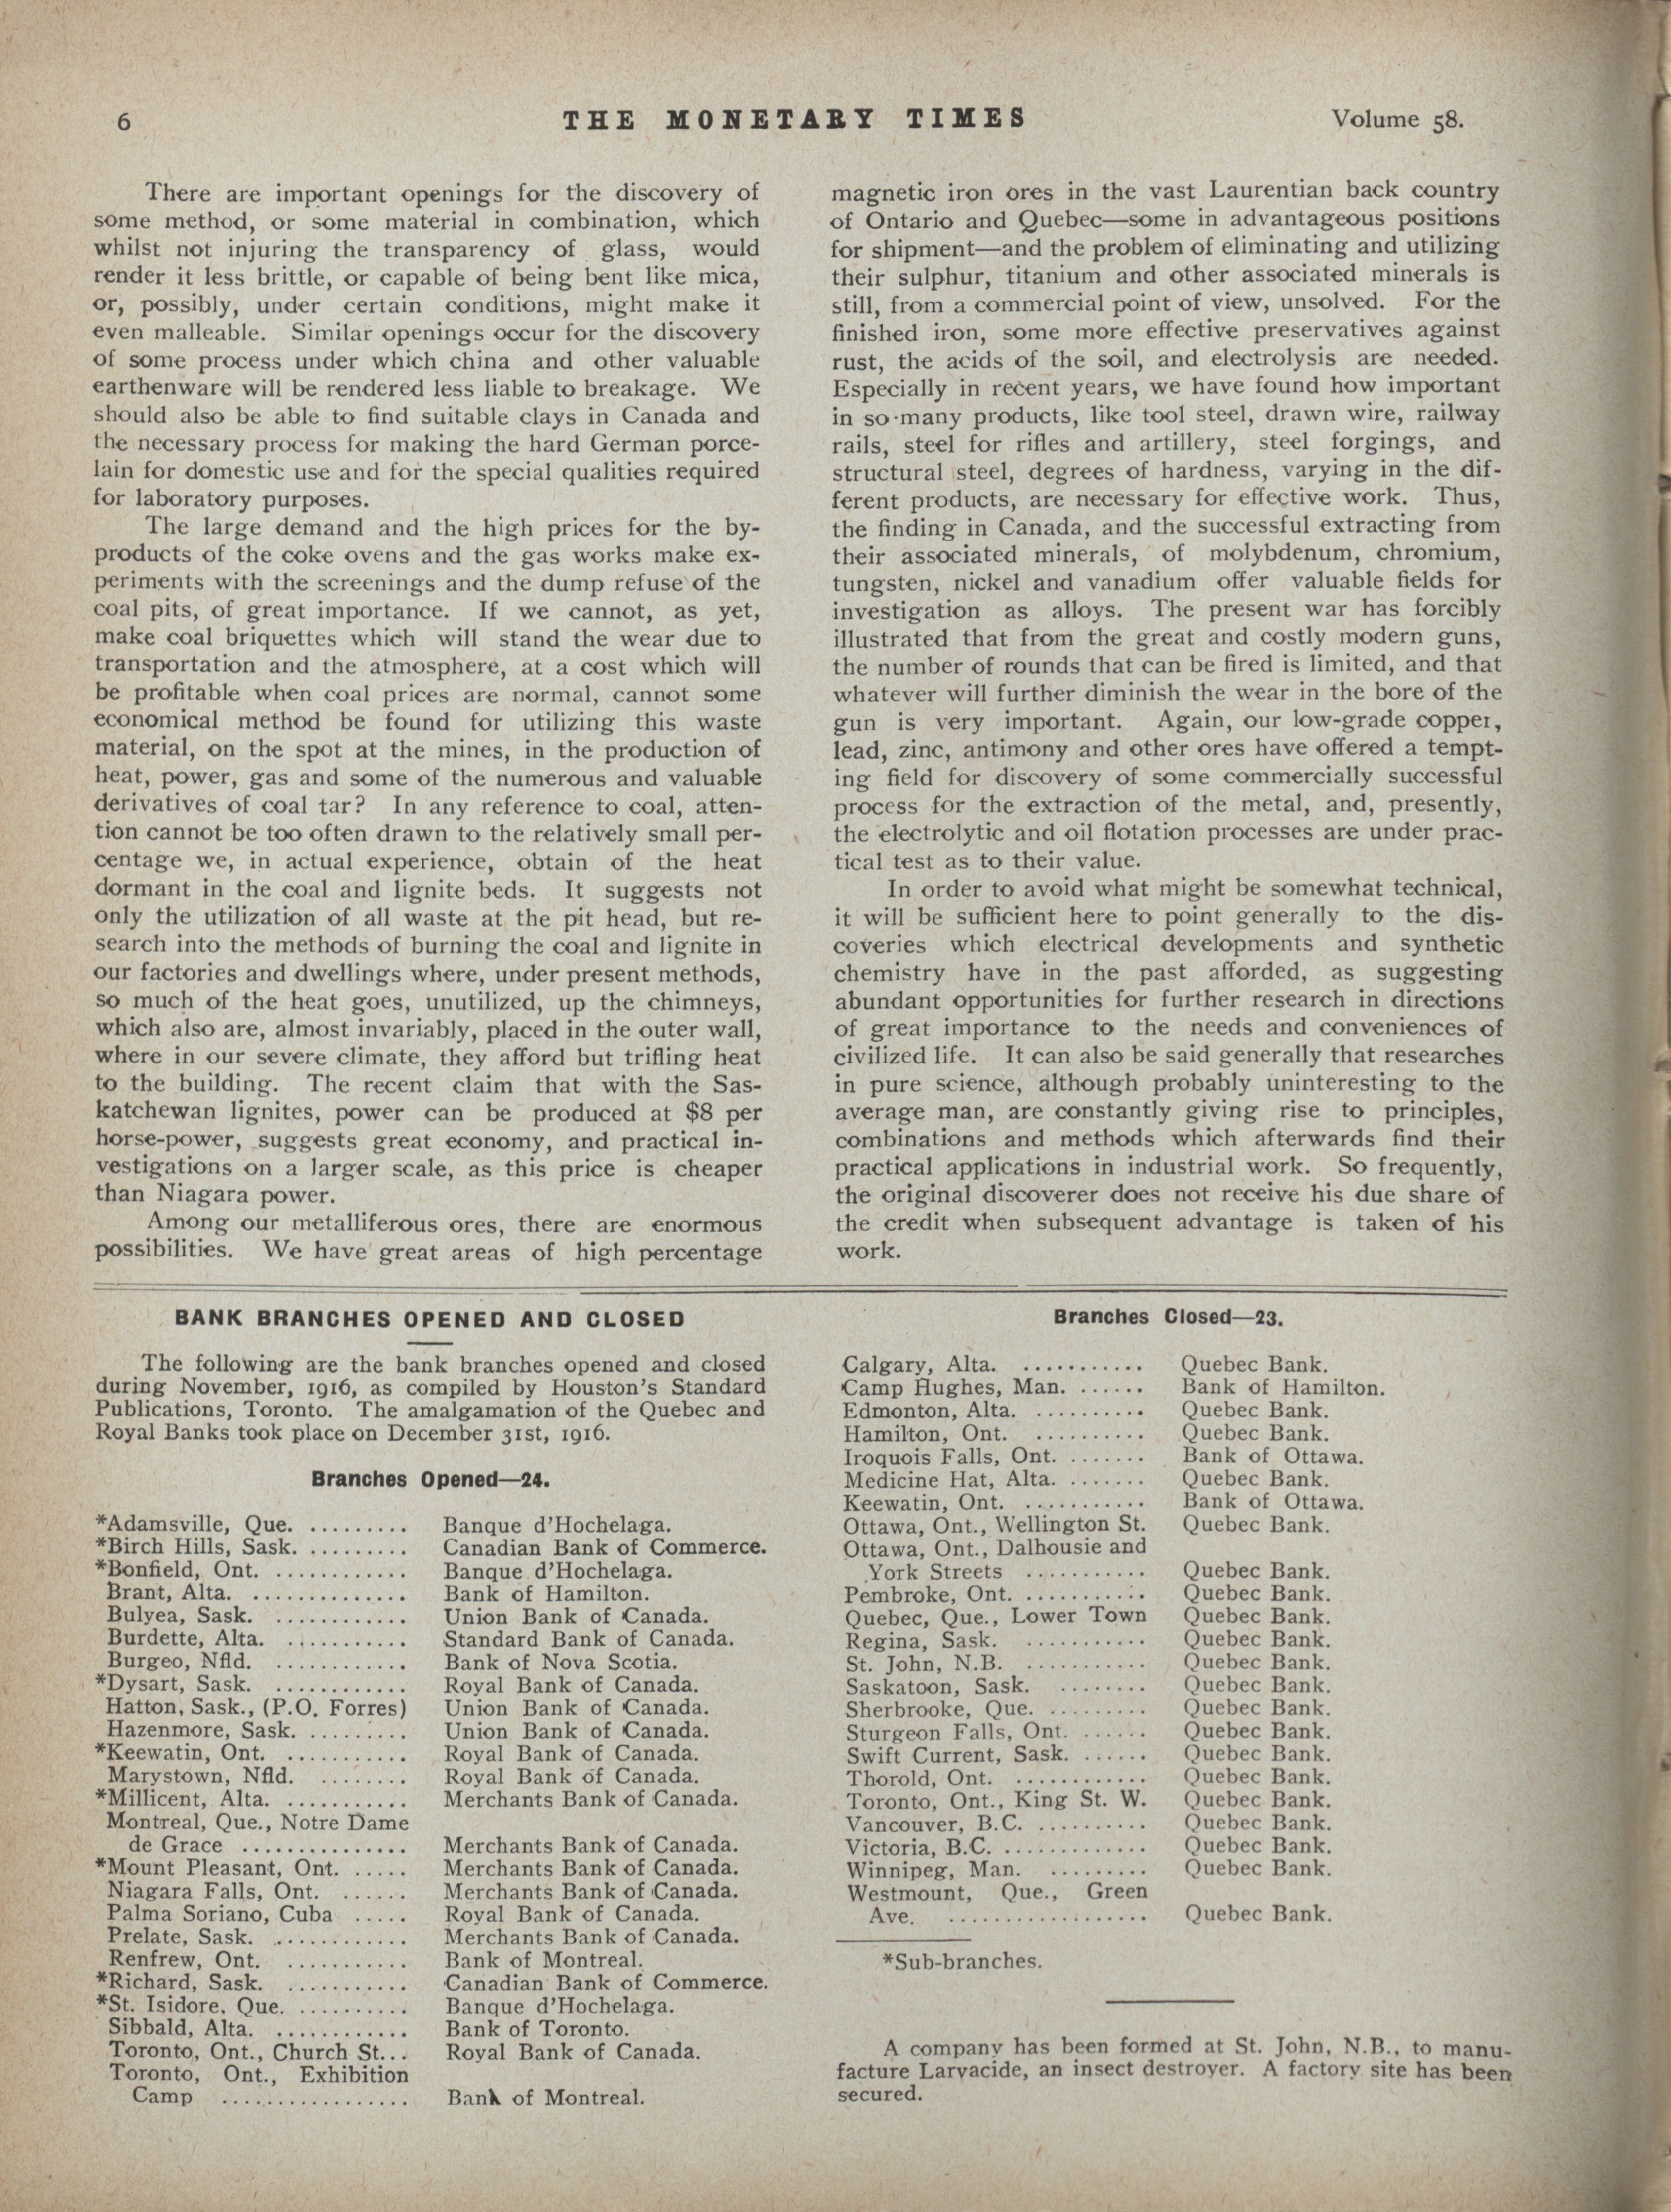 6
THE MONETARY TIMES
Volume 58.
There are important openings for the discovery of
some method, or some material in combination, which
whilst not injuring the transparency of glass, would
render it less brittle, or capable of being bent like mica,
or, possibly, under certain conditions, might make it
even malleable. Similar openings occur for the discovery
of some process under which china and other valuable
earthenware will be rendered less liable to breakage. We
should also be able to find suitable clays in Canada and
the necessary process for making the hard German porce-
lain for domestic use and for the special qualities required
for laboratory purposes.
The large demand and the high prices for the by-
products of the coke ovens and the gas works make ex-
periments with the screenings and the dump refuse of the
coal pits, of great importance. If we cannot, as yet,
make coal briquettes which will stand the wear due to
transportation and the atmosphere, at a cost which will
be profitable when coal prices are normal, cannot some
economical method be found for utilizing this waste
material, on the spot at the mines, in the production of
heat, power, gas and some of the numerous and valuable
derivatives of coal tar? In any reference to coal, atten-
tion cannot be too often drawn to the relatively small per-
centage we, in actual experience, obtain of the heat
dormant in the coal and lignite beds. It suggests not
only the utilization of all waste at the pit head, but re-
search into the methods of burning the coal and lignite in
our factories and dwellings where, under present methods,
so much of the heat goes, unutilized, up the chimneys,
which also are, almost invariably, placed in the outer wall,
where in our severe climate, they afford but trifling heat
to the building. The recent claim that with the Sas-
katchewan lignites, power can be produced at $8 per
horse-power, suggests great economy, and practical in-
vestigations on a larger scale, as this price is cheaper
than Niagara power.
Among our metalliferous ores, there are enormous
possibilities. We have great areas of high percentage
magnetic iron ores in the vast Laurentian back country
of Ontario and Quebec—some in advantageous positions
for shipment—and the problem of eliminating and utilizing
their sulphur, titanium and other associated minerals is
still, from a commercial point of view, unsolved. For the
finished iron, some more effective preservatives against
rust, the acids of the soil, and electrolysis are needed.
Especially in recent years, we have found how important
in so many products, like tool steel, drawn wire, railway
rails, steel for rifles and artillery, steel forgings, and
structural steel, degrees of hardness, varying in the dif-
ferent products, are necessary for effective work. Thus,
the finding in Canada, and the successful extracting from
their associated minerals, of molybdenum, chromium,
tungsten, nickel and vanadium offer valuable fields for
investigation as alloys. The present war has forcibly
illustrated that from the great and costly modern guns,
the number of rounds that can be fired is limited, and that
whatever will further diminish the wear in the bore of the
gun is very important. Again, our low-grade copper,
lead, zinc, antimony and other ores have offered a tempt-
ing field for discovery of some commercially successful
process for the extraction of the metal, and, presently,
the electrolytic and oil flotation processes are under prac-
tical test as to their value.
In order to avoid what might be somewhat technical,
it will be sufficient here to point generally to the dis-
coveries which electrical developments and synthetic
chemistry have in the past afforded, as suggesting
abundant opportunities for further research in directions
of great importance to the needs and conveniences of
civilized life. It can also be said generally that researches
in pure science, although probably uninteresting to the
average man, are constantly giving rise to principles,
combinations and methods which afterwards find their
practical applications in industrial work. So frequently,
the original discoverer does not receive his due share of
the credit when subsequent advantage is taken of his
work.
BANK BRANCHES OPENED AND CLOSED
The following are the bank branches opened and closed
during November, 1916, as compiled by Houston's Standard
Publications, Toronto. The amalgamation of the Quebec and
Royal Banks took place on December 31st, 1916.
Branches Opened—24.
*Adamsville, Que. ......... Banque d'Hochelaga.
*Birch Hills, Sask. ......... Canadian Bank of Commerce.
*Bonfield, Ont. ............ Banque d'Hochelaga.
Brant, Alta. .............. Bank of Hamilton.
Bulyea, Sask. ............ Union Bank of Canada.
Burdette, Alta. ........... Standard Bank of Canada.
Burgeo, Nfld. ............ Bank of Nova Scotia.
*Dysart, Sask. ............ Royal Bank of Canada.
Hatton, Sask., (P.O. Forres) Union Bank of Canada.
Hazenmore, Sask. ......... Union Bank of Canada.
*Keewatin, Ont. ........... Royal Bank of Canada.
Marystown, Nfld. ........ Royal Bank of Canada.
*Millicent, Alta. ........... Merchants Bank of Canada.
Montreal, Que., Notre Dame
de Grace ............... Merchants Bank of Canada.
*Mount Pleasant, Ont. ...... Merchants Bank of Canada.
Niagara Falls, Ont. ...... Merchants Bank of Canada.
Palma Soriano, Cuba ..... Royal Bank of Canada.
Prelate, Sask. ............ Merchants Bank of Canada.
Renfrew, Ont. ........... Bank of Montreal.
*Richard, Sask. ........... Canadian Bank of Commerce.
*St. Isidore, Que. .......... Banque d'Hochelaga.
Sibbald, Alta. ............ Bank of Toronto.
Toronto, Ont., Church St... Royal Bank of Canada.
Toronto, Ont., Exhibition
Camp ................. Bank of Montreal.
Branches Closed—23.
Calgary, Alta. ........... Quebec Bank.
Camp Hughes, Man. ...... Bank of Hamilton.
Edmonton, Alta. .......... Quebec Bank.
Hamilton, Ont. .......... Quebec Bank.
Iroquois Falls, Ont. ....... Bank of Ottawa.
Medicine Hat, Alta. ....... Quebec Bank.
Keewatin, Ont. ........... Bank of Ottawa.
Ottawa, Ont., Wellington St. Quebec Bank.
Ottawa, Ont., Dalhousie and
York Streets ........... Quebec Bank.
Pembroke, Ont. ........... Quebec Bank.
Quebec, Que., Lower Town Quebec Bank.
Regina, Sask. ........... Quebec Bank.
St. John, N.B. ........... Quebec Bank.
Saskatoon, Sask. ........ Quebec Bank.
Sherbrooke, Que. ......... Quebec Bank.
Sturgeon Falls, Ont. ...... Quebec Bank.
Swift Current, Sask. ...... Quebec Bank.
Thorold, Ont. ............ Quebec Bank.
Toronto, Ont., King St. W. Quebec Bank.
Vancouver, B.C. .......... Quebec Bank.
Victoria, B.C. ............. Quebec Bank.
Winnipeg, Man. ......... Quebec Bank.
Westmount, Que., Green
Ave. .................. Quebec Bank.
*Sub-branches.
A company has been formed at St. John, N.B., to manu-
facture Larvacide, an insect destroyer. A factory site has been
secured.